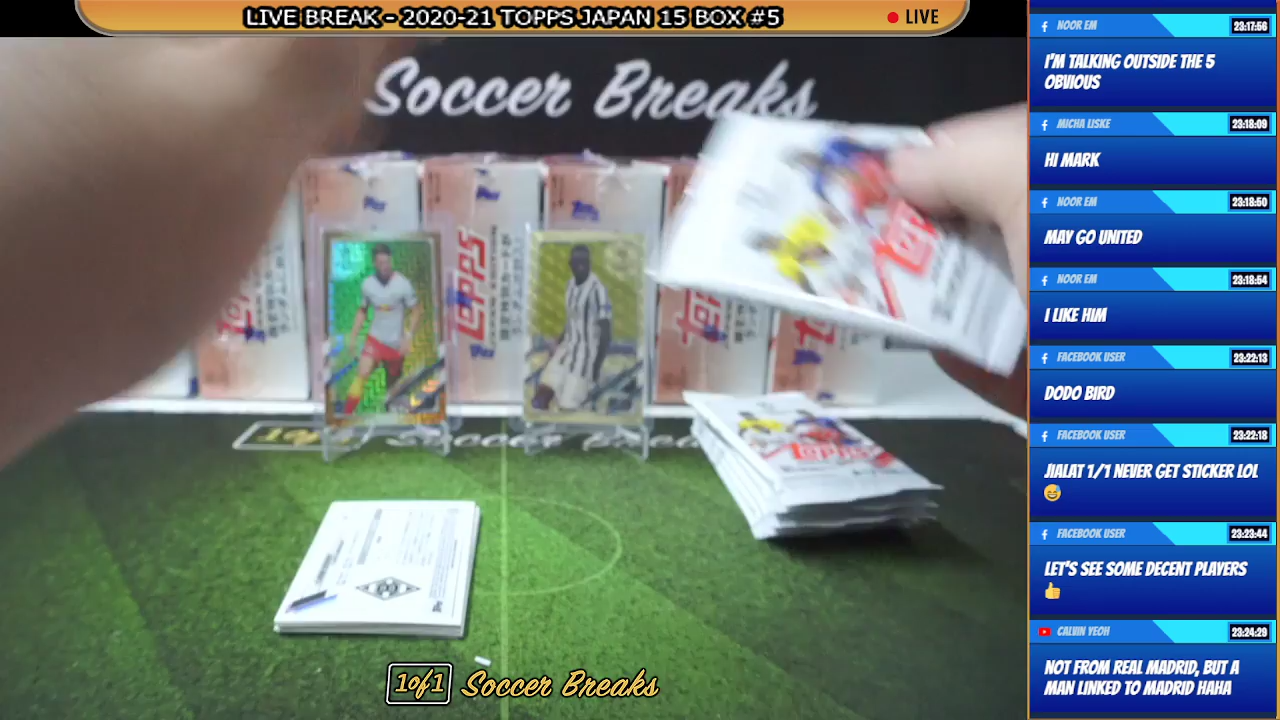 LIVE BREAK - 2020-21 TOPPS JAPAN 15 BOX #5
LIVE
Soccer Breaks
TOPPS
TOPPS
1of1 Soccer Breaks
NOOR EM 23:17:56
I'M TALKING OUTSIDE THE 5
OBVIOUS
MICHA LISKE 23:18:09
HI MARK
NOOR EM 23:18:50
MAY GO UNITED
NOOR EM 23:18:54
I LIKE HIM
FACEBOOK USER 23:22:13
DODO BIRD
FACEBOOK USER 23:22:18
JIALAT 1/1 NEVER GET STICKER LOL
😅
FACEBOOK USER 23:23:44
LET'S SEE SOME DECENT PLAYERS
👍
CALVIN YEOH 23:24:29
NOT FROM REAL MADRID, BUT A
MAN LINKED TO MADRID HAHA